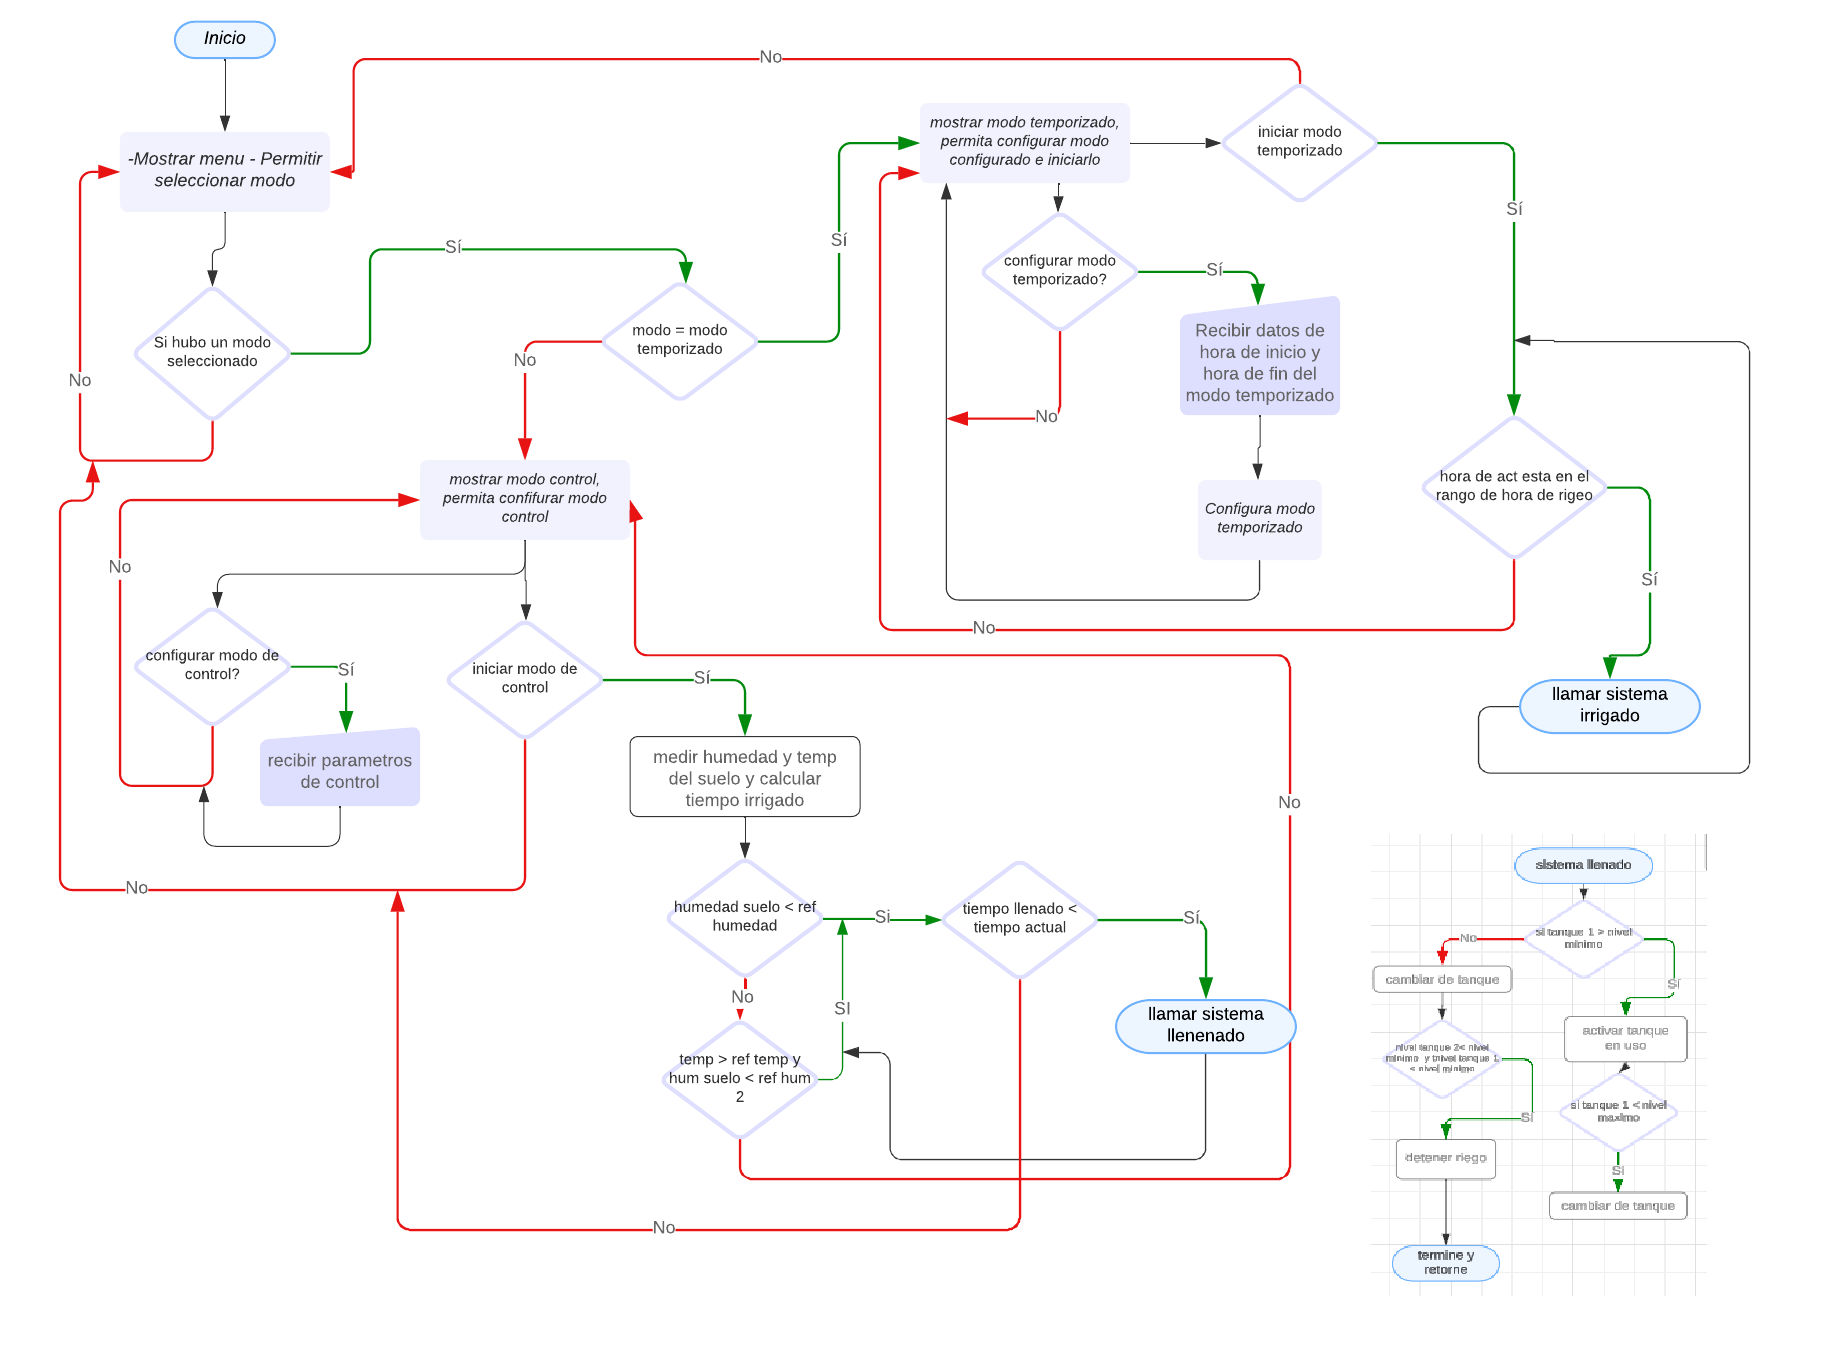 Inicio
No
-Mostrar menu - Permitir
seleccionar modo
mostrar modo temporizado,
permita configurar modo
configurado e iniciarlo
iniciar modo
temporizado
Sí
Sí
Sí
configurar modo
temporizado?
Sí
Si hubo un modo
seleccionado
modo = modo
temporizado
No
No
Recibir datos de
hora de inicio y
hora de fin del
modo temporizado
No
mostrar modo control,
permita confifurar modo
control
Configura modo
temporizado
hora de act esta en el
rango de hora de rigeo
Sí
No
No
configurar modo de
control?
Sí
iniciar modo de
control
Sí
llamar sistema
irrigado
recibir parametros
de control
medir humedad y temp
del suelo y calcular
tiempo irrigado
No
No
humedad suelo < ref
humedad
Si
tiempo llenado <
tiempo actual
Sí
No
SI
llamar sistema
llenenado
temp > ref temp y
hum suelo < ref hum
2
No
sistema llenado
si tanque 1 > nivel
minimo
No
Sí
cambiar de tanque
activar tanque
en uso
nivel tanque 2< nivel
minimo y tnivel tanque 1
< nivel minimo
Sí
si tanque 1 < nivel
maximo
detener riego
Sí
cambiar de tanque
termine y
retorne